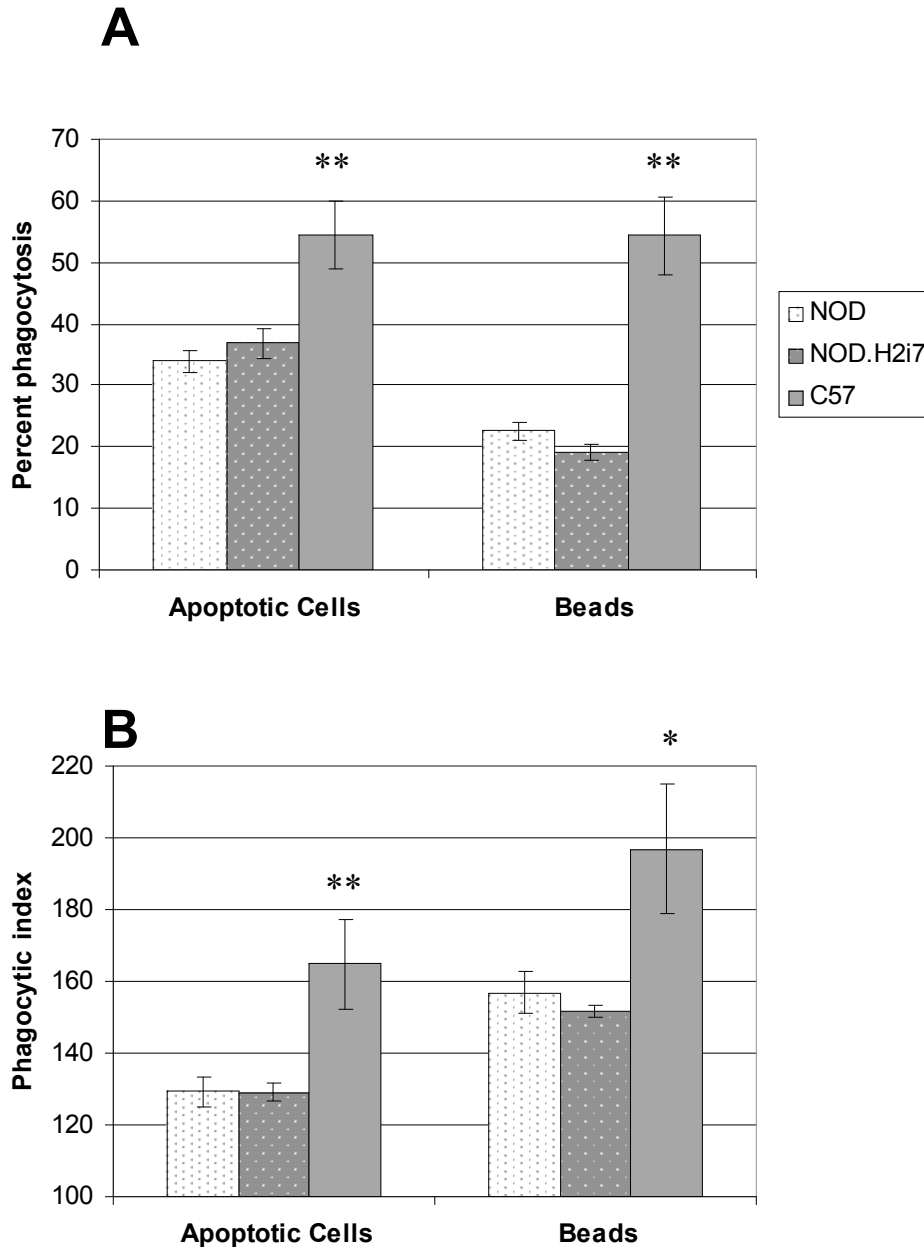 A
70
60
50
40
30
20
10
0
Percent phagocytosis
**
**
Apoptotic Cells
Beads
NOD
NOD.H2i7
C57
B
220
200
180
160
140
120
100
Phagocytic index
**
*
Apoptotic Cells
Beads